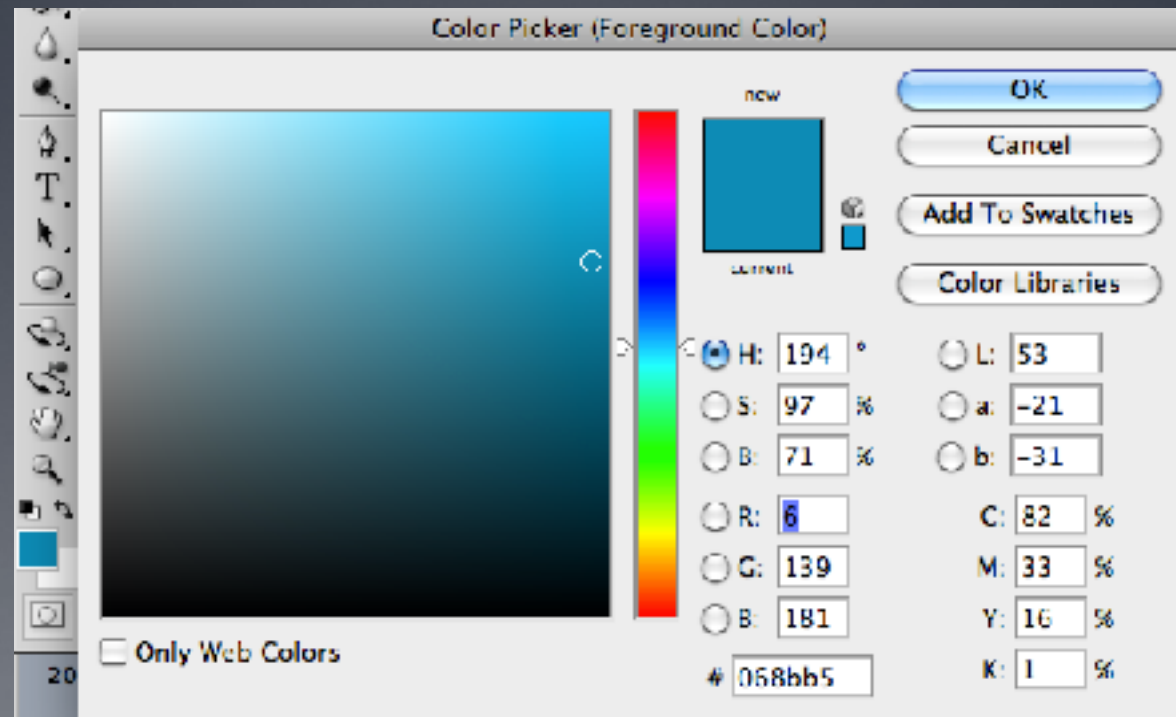 Color Picker (Foreground Color)
new
OK
Cancel
T
Add To Swatches
current
Color Libraries
H: 194 °
L: 53
S: 97 %
a: -21
B: 71 %
b: -31
R: 6
C: 82 %
G: 139
M: 33 %
B: 181
Y: 16 %
Only Web Colors
# 068bb5
K: 1 %
20